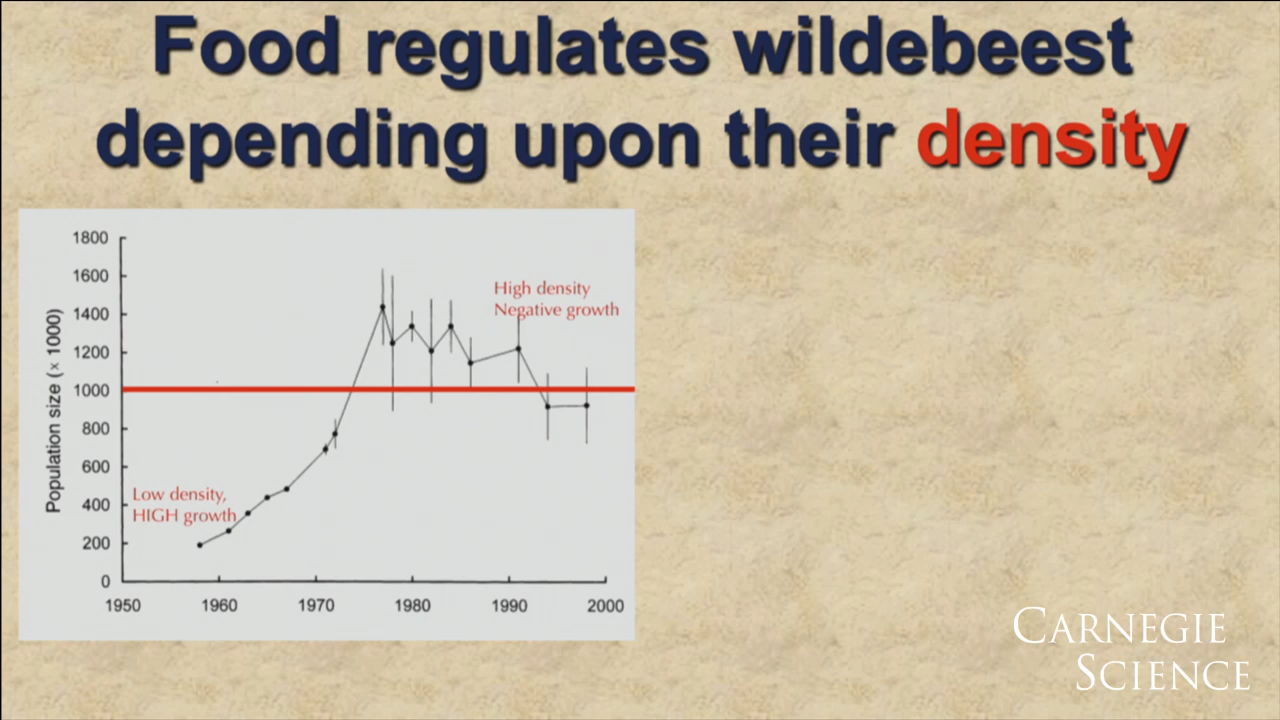 Food regulates wildebeest
depending upon their density
1800
1600
1400
1200
1000
800
600
400
200
0
Population size (× 1000)
High density
Negative growth
Low density,
HIGH growth
1950 1960 1970 1980 1990 2000
CARNEGIE
SCIENCE